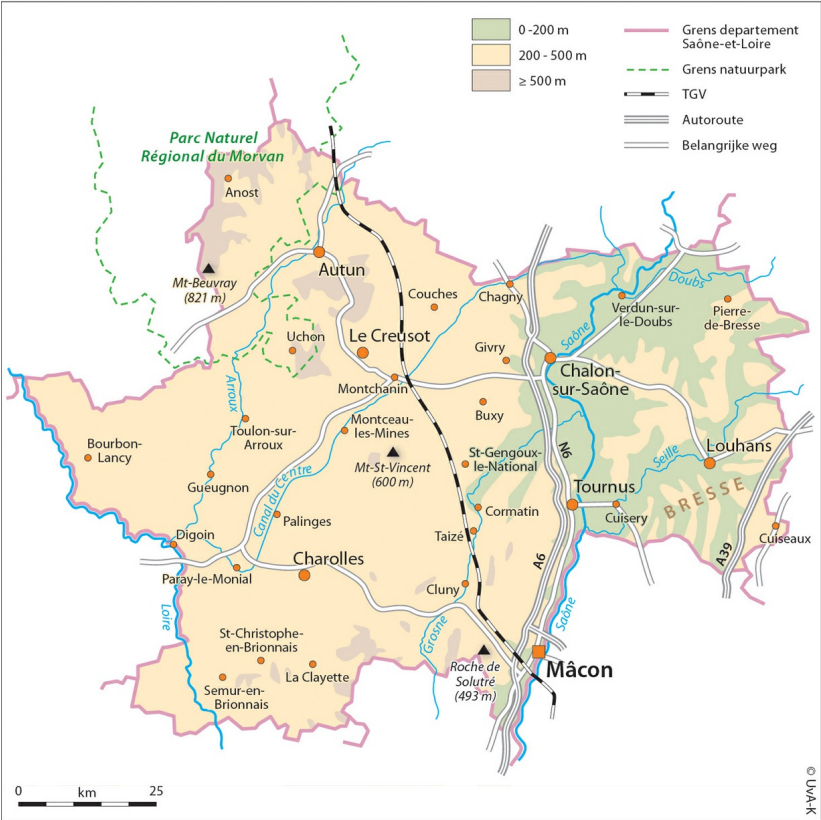 0 -200 m
200 - 500 m
≥ 500 m
Grens departement
Saône-et-Loire
Grens natuurpark
TGV
Autoroute
Belangrijke weg
Parc Naturel
Régional du Morvan
Anost
Mt-Beuvray
(821 m)
Autun
Couches
Chagny
Saône
Doubs
Verdun-sur-
le-Doubs
Pierre-
de-Bresse
Uchon
Le Creusot
Givry
Chalon-
sur-Saône
Montchanin
Arroux
Buxy
Toulon-sur-
Arroux
Montceau-
les-Mines
Bourbon-
Lancy
Mt-St-Vincent
(600 m)
St-Gengoux-
le-National
N6
Seille
Louhans
Gueugnon
Canal du Centre
Tournus
BRESSE
Palinges
Cormatin
Cuisery
Digoin
Taizé
Cuiseaux
A39
A6
Charolles
Paray-le-Monial
Cluny
Loire
Grosne
Saône
St-Christophe-
en-Brionnais
La Clayette
Semur-en-
Brionnais
Roche de
Solutré
(493 m)
Mâcon
0 km 25
© UvA-K